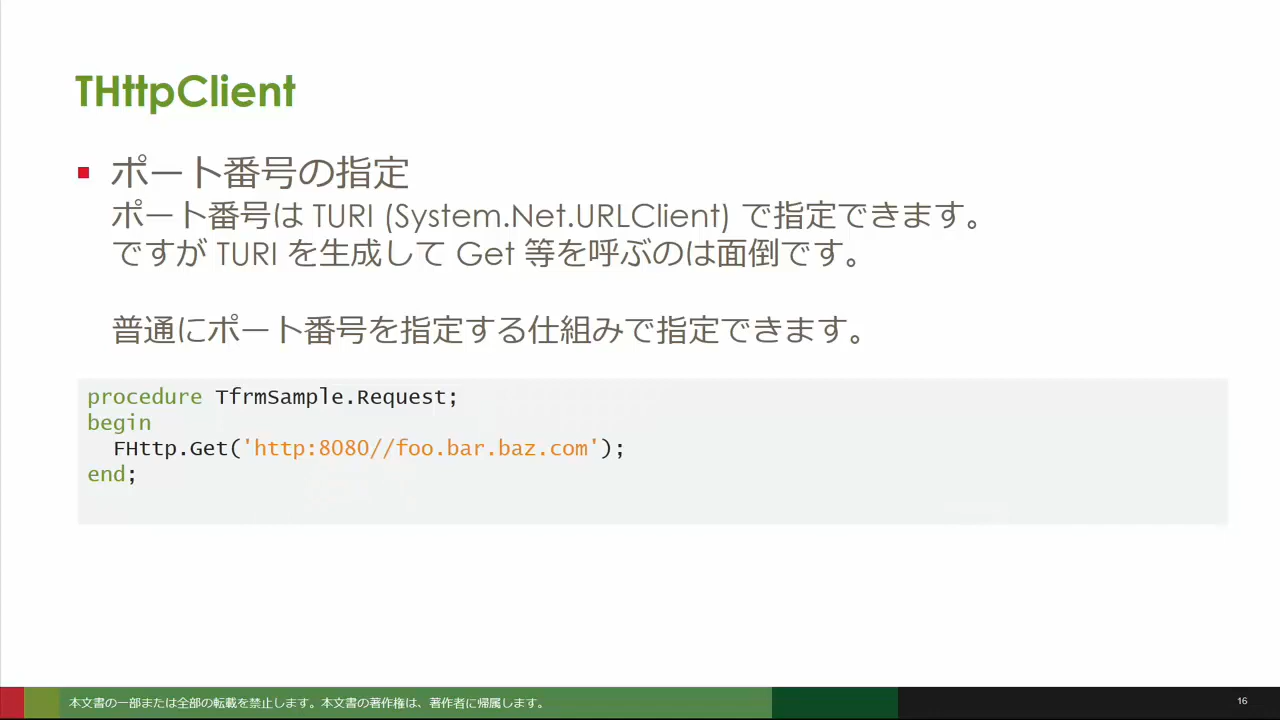 THttpClient
ポート番号の指定
ポート番号は TURI (System.Net.URLClient) で指定できます。
ですが TURI を生成して Get 等を呼ぶのは面倒です。
普通にポート番号を指定する仕組みで指定できます。
procedure TfrmSample.Request;
begin
  FHttp.Get('http:8080//foo.bar.baz.com');
end;
本文書の一部または全部の転載を禁止します。本文書の著作権は、著作者に帰属します。
16